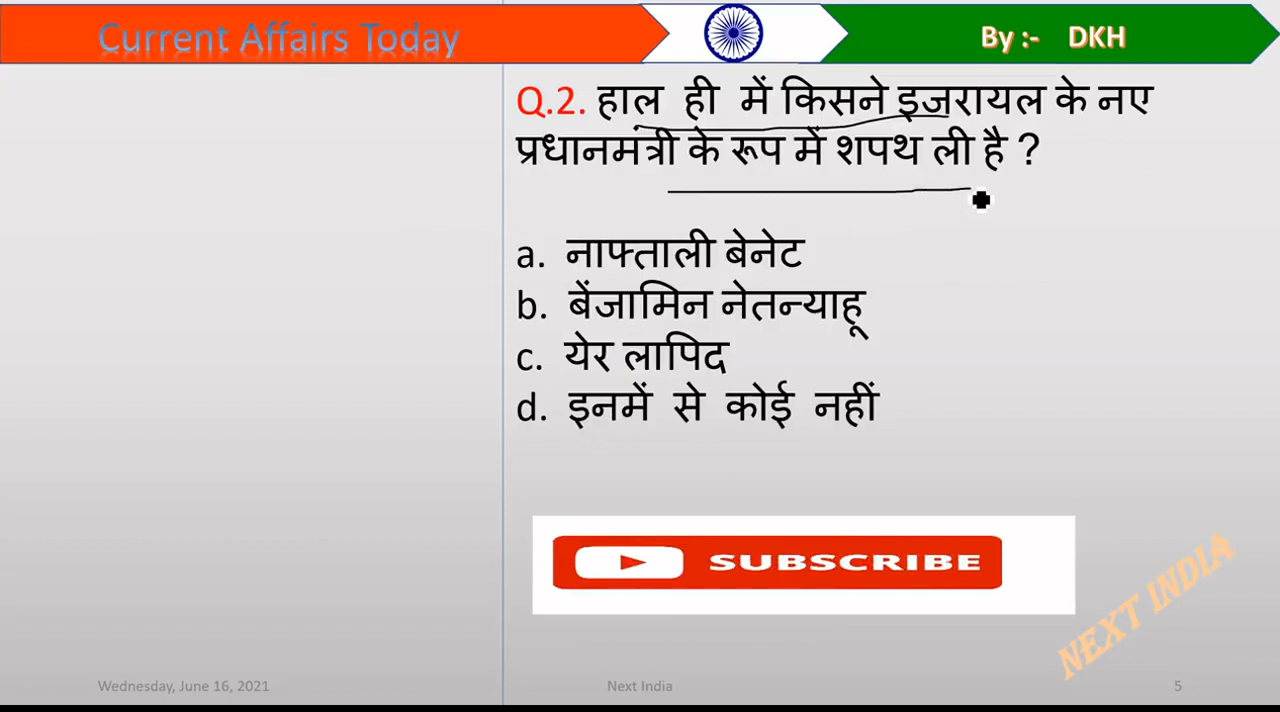 Current Affairs Today
By :- DKH
Q.2. हाल ही में किसने इजरायल के नए
प्रधानमंत्री के रूप में शपथ ली है ?
a. नाफ्ताली बेनेट
b. बेंजामिन नेतन्याहू
c. येर लापिद
d. इनमें से कोई नहीं
SUBSCRIBE
NEXT INDIA
Wednesday, June 16, 2021
Next India
5